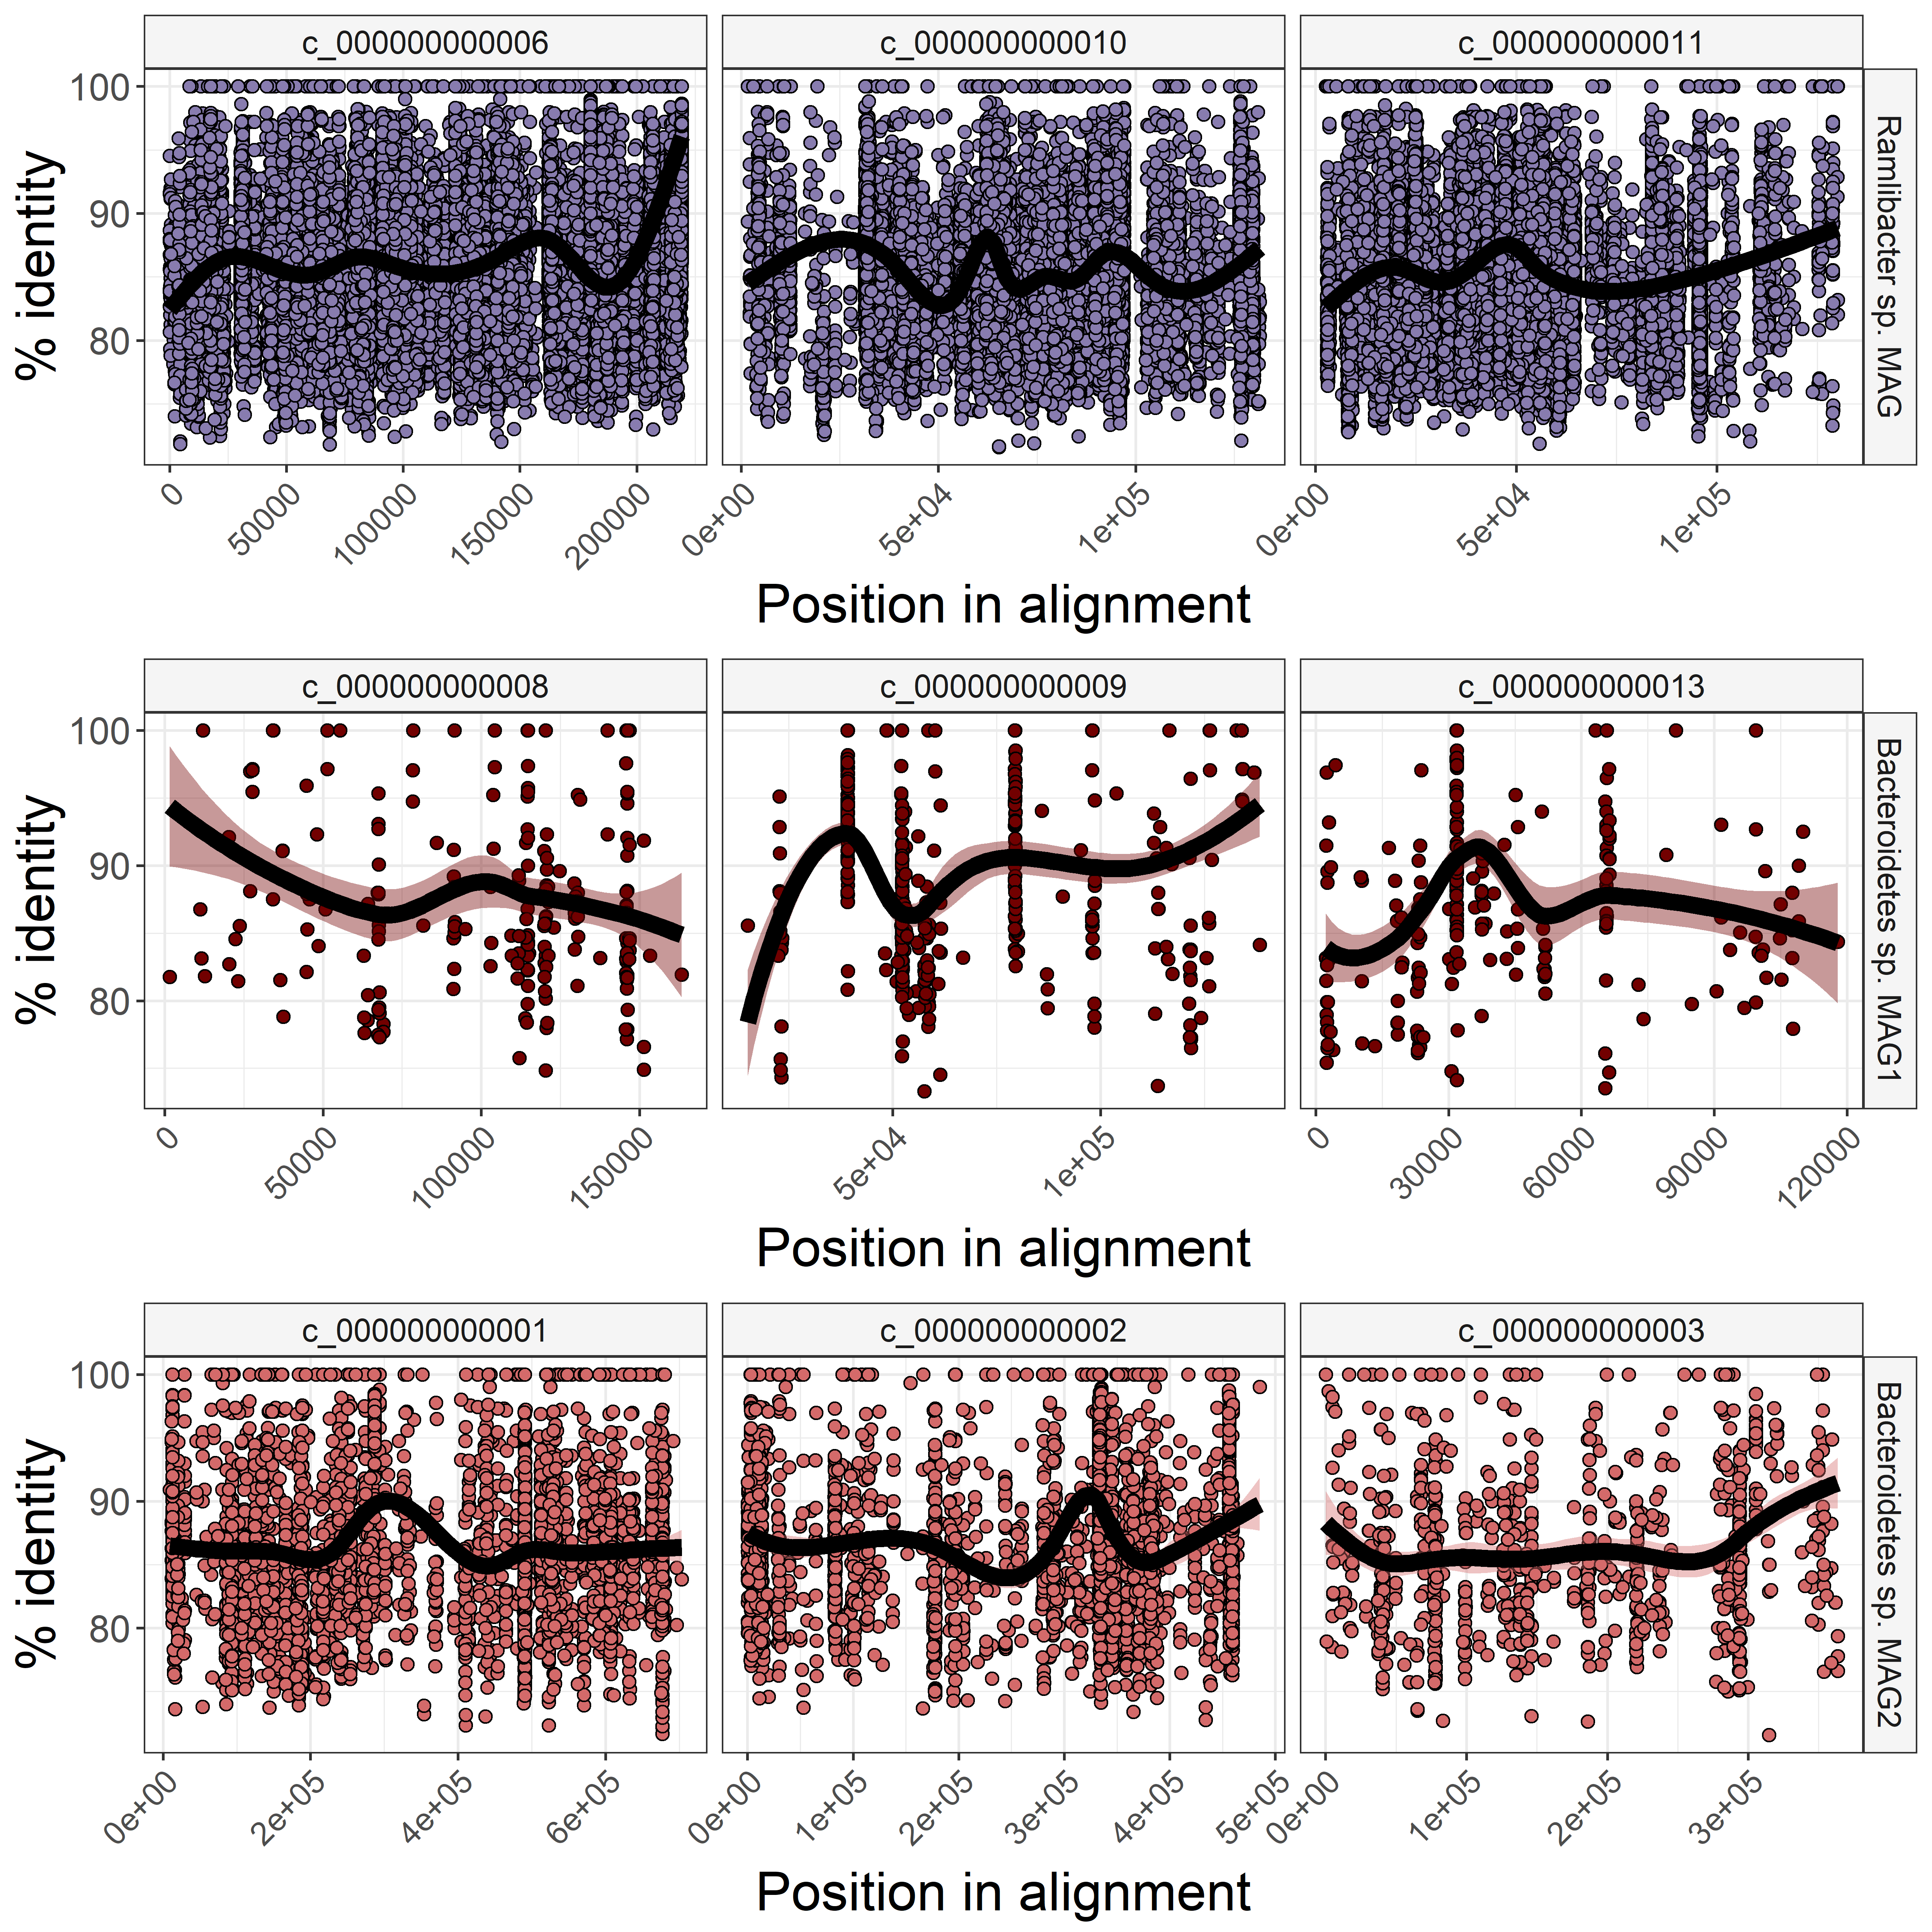 c_000000000006 c_000000000010 c_000000000011
% identity
100
90
80
Ramlibacter sp. MAG
0 50000 100000 150000 200000 0e+00 5e+04 1e+05 0e+00 5e+04 1e+05
Position in alignment
c_000000000008 c_000000000009 c_000000000013
% identity
100
90
80
Bacteroidetes sp. MAG1
0 50000 100000 150000 5e+04 1e+05 0 30000 60000 90000 120000
Position in alignment
c_000000000001 c_000000000002 c_000000000003
% identity
100
90
80
Bacteroidetes sp. MAG2
0e+00 2e+05 4e+05 6e+05 0e+00 1e+05 2e+05 3e+05 4e+05 5e+05 0e+00 1e+05 2e+05 3e+05
Position in alignment